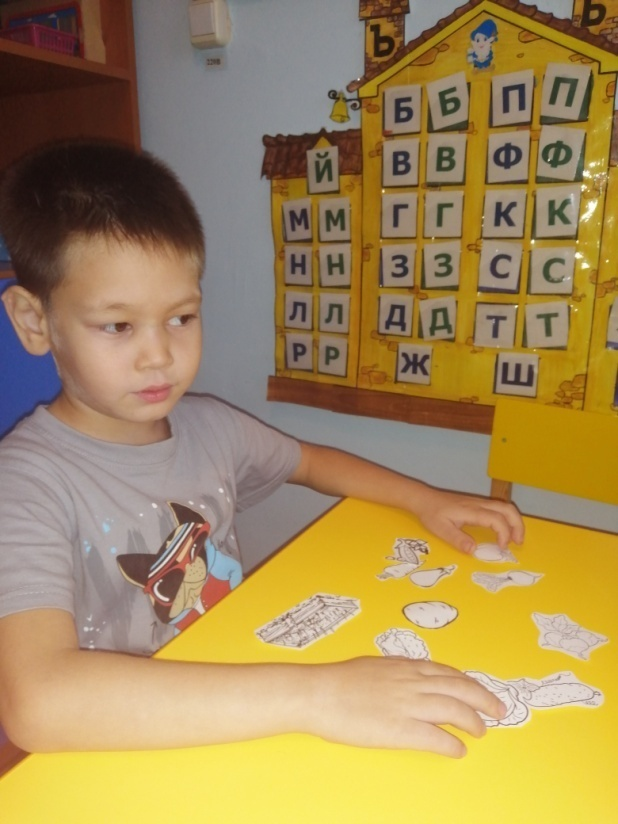 Ъ
Ь
Б Б П П
Й
В В Ф Ф
М М Г Г К К
Н Н З З С С
Л Л Д Д Т Т
Р Р Ж Ш